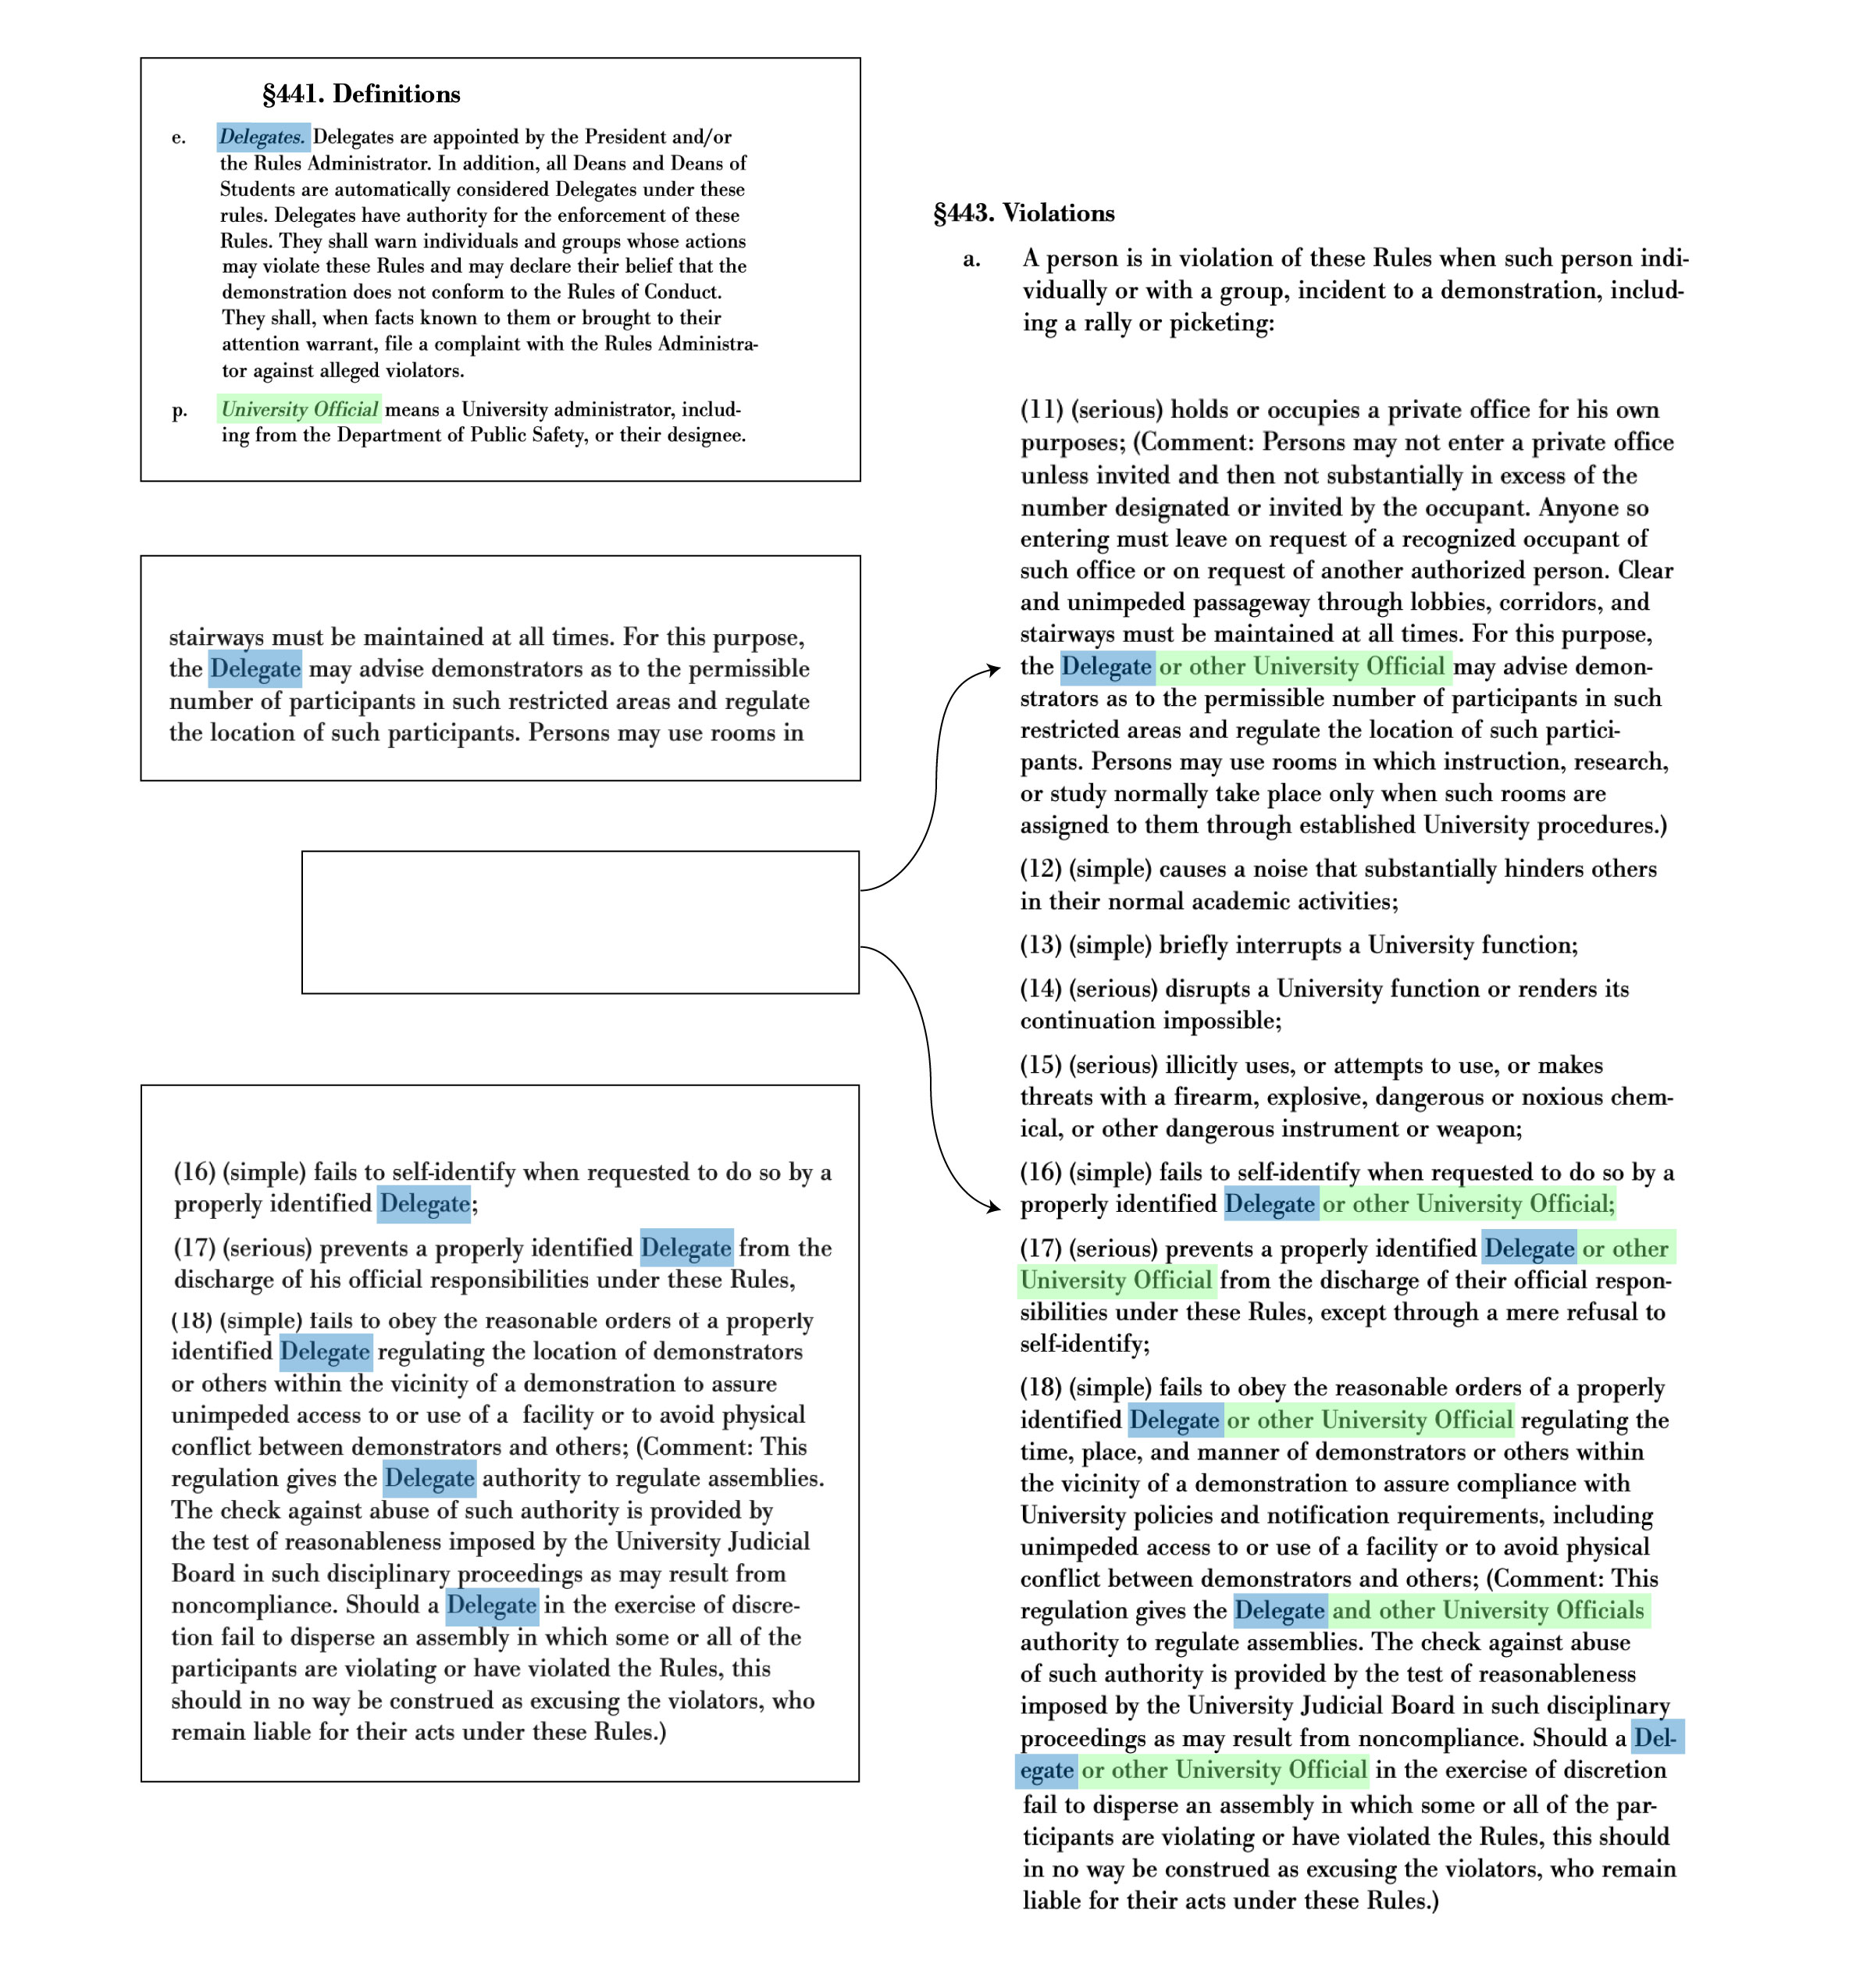 §441. Definitions
e. Delegates. Delegates are appointed by the President and/or
the Rules Administrator. In addition, all Deans and Deans of
Students are automatically considered Delegates under these
rules. Delegates have authority for the enforcement of these
Rules. They shall warn individuals and groups whose actions
may violate these Rules and may declare their belief that the
demonstration does not conform to the Rules of Conduct.
They shall, when facts known to them or brought to their
attention warrant, file a complaint with the Rules Administra-
tor against alleged violators.
p. University Official means a University administrator, includ-
ing from the Department of Public Safety, or their designee.
stairways must be maintained at all times. For this purpose,
the Delegate may advise demonstrators as to the permissible
number of participants in such restricted areas and regulate
the location of such participants. Persons may use rooms in
(16) (simple) fails to self-identify when requested to do so by a
properly identified Delegate;
(17) (serious) prevents a properly identified Delegate from the
discharge of his official responsibilities under these Rules,
(18) (simple) fails to obey the reasonable orders of a properly
identified Delegate regulating the location of demonstrators
or others within the vicinity of a demonstration to assure
unimpeded access to or use of a facility or to avoid physical
conflict between demonstrators and others; (Comment: This
regulation gives the Delegate authority to regulate assemblies.
The check against abuse of such authority is provided by
the test of reasonableness imposed by the University Judicial
Board in such disciplinary proceedings as may result from
noncompliance. Should a Delegate in the exercise of discre-
tion fail to disperse an assembly in which some or all of the
participants are violating or have violated the Rules, this
should in no way be construed as excusing the violators, who
remain liable for their acts under these Rules.)
§443. Violations
a. A person is in violation of these Rules when such person indi-
vidually or with a group, incident to a demonstration, includ-
ing a rally or picketing:
(11) (serious) holds or occupies a private office for his own
purposes; (Comment: Persons may not enter a private office
unless invited and then not substantially in excess of the
number designated or invited by the occupant. Anyone so
entering must leave on request of a recognized occupant of
such office or on request of another authorized person. Clear
and unimpeded passageway through lobbies, corridors, and
stairways must be maintained at all times. For this purpose,
the Delegate or other University Official may advise demon-
strators as to the permissible number of participants in such
restricted areas and regulate the location of such partici-
pants. Persons may use rooms in which instruction, research,
or study normally take place only when such rooms are
assigned to them through established University procedures.)
(12) (simple) causes a noise that substantially hinders others
in their normal academic activities;
(13) (simple) briefly interrupts a University function;
(14) (serious) disrupts a University function or renders its
continuation impossible;
(15) (serious) illicitly uses, or attempts to use, or makes
threats with a firearm, explosive, dangerous or noxious chem-
ical, or other dangerous instrument or weapon;
(16) (simple) fails to self-identify when requested to do so by a
properly identified Delegate or other University Official;
(17) (serious) prevents a properly identified Delegate or other
University Official from the discharge of their official respon-
sibilities under these Rules, except through a mere refusal to
self-identify;
(18) (simple) fails to obey the reasonable orders of a properly
identified Delegate or other University Official regulating the
time, place, and manner of demonstrators or others within
the vicinity of a demonstration to assure compliance with
University policies and notification requirements, including
unimpeded access to or use of a facility or to avoid physical
conflict between demonstrators and others; (Comment: This
regulation gives the Delegate and other University Officials
authority to regulate assemblies. The check against abuse
of such authority is provided by the test of reasonableness
imposed by the University Judicial Board in such disciplinary
proceedings as may result from noncompliance. Should a Del-
egate or other University Official in the exercise of discretion
fail to disperse an assembly in which some or all of the par-
ticipants are violating or have violated the Rules, this should
in no way be construed as excusing the violators, who remain
liable for their acts under these Rules.)